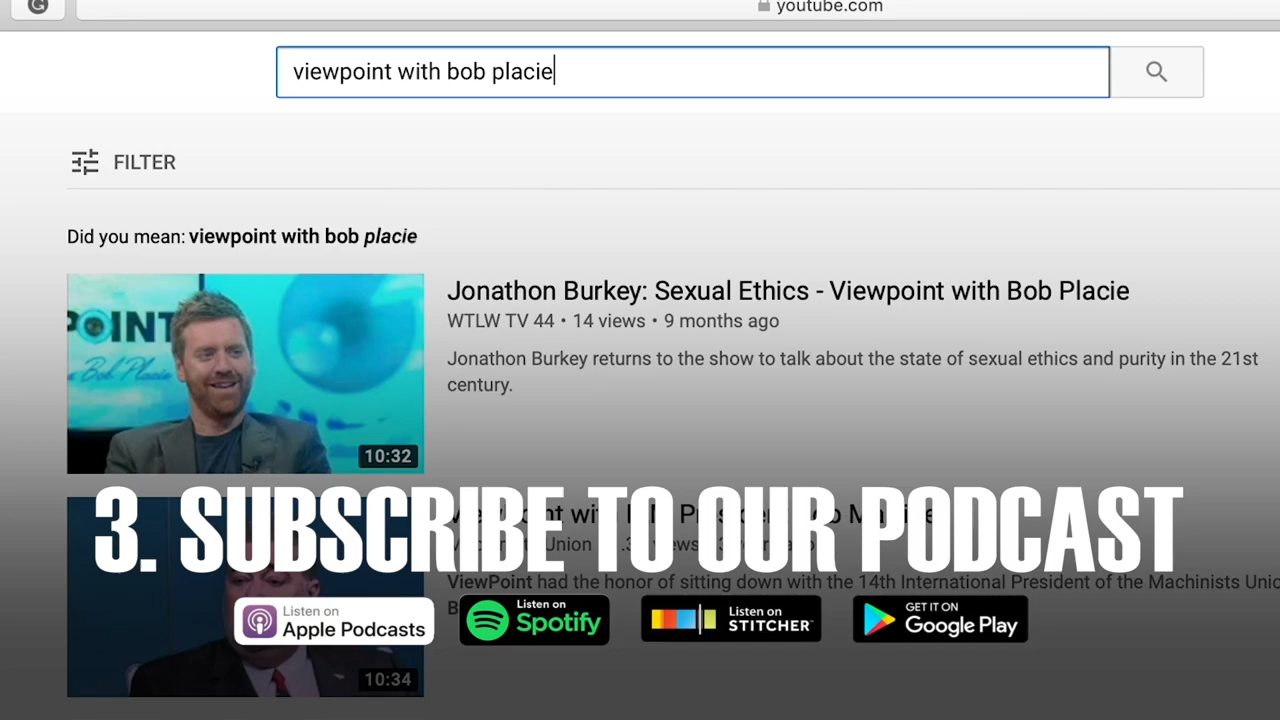 youtube.com
viewpoint with bob placie
FILTER
Did you mean: viewpoint with bob placie
POINT
Bob Placie
10:32
Jonathon Burkey: Sexual Ethics - Viewpoint with Bob Placie
WTLW TV 44 • 14 views • 9 months ago
Jonathon Burkey returns to the show to talk about the state of sexual ethics and purity in the 21st
century.
3. SUBSCRIBE TO OUR PODCAST
ViewPoint had the honor of sitting down with the 14th International President of the Machinists
10:34
Listen on
Apple Podcasts
Listen on
Spotify
Listen on
STITCHER
GET IT ON
Google Play